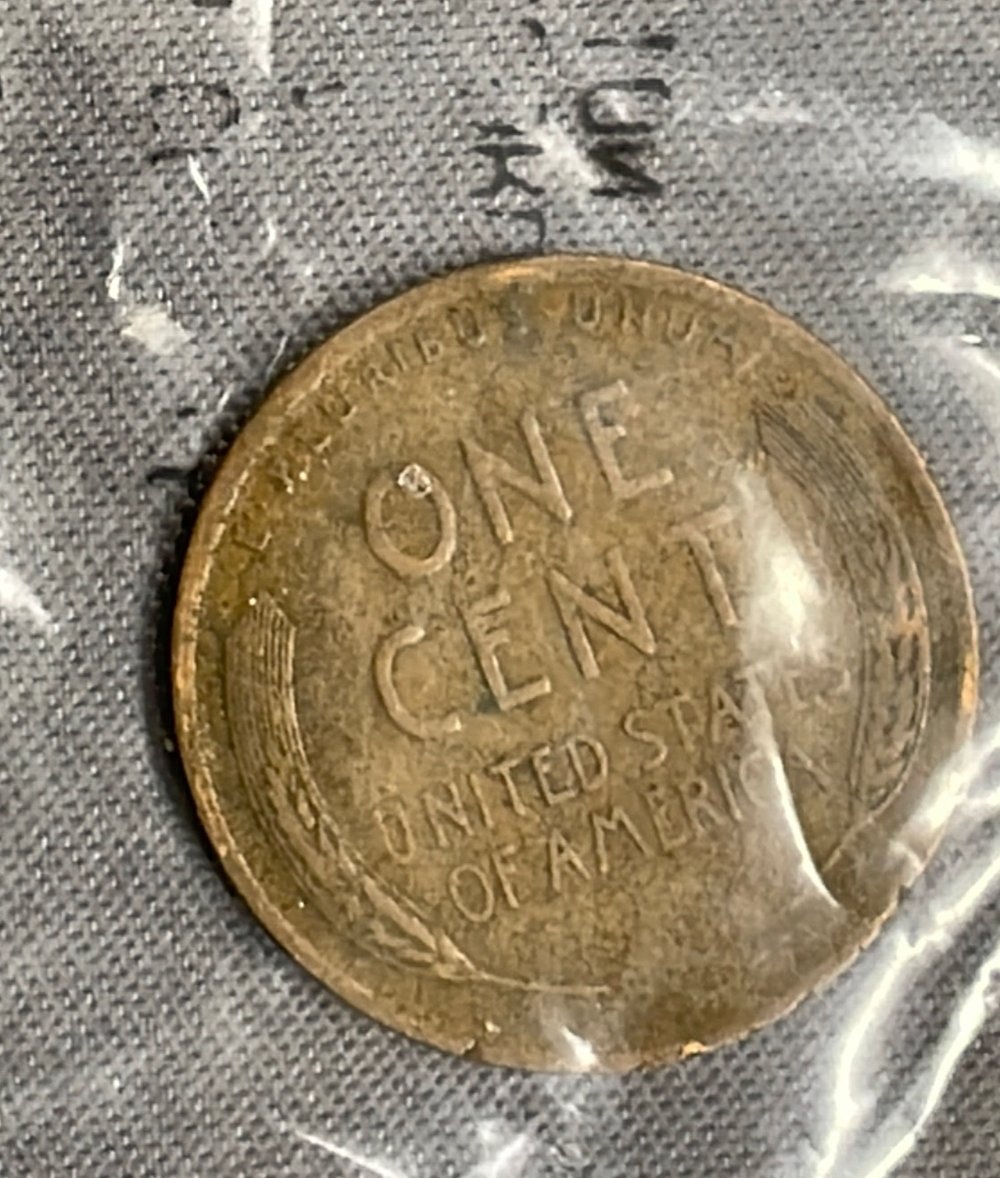 E PLURIBUS UNUM
ONE
CENT
UNITED STATES
OF AMERICA